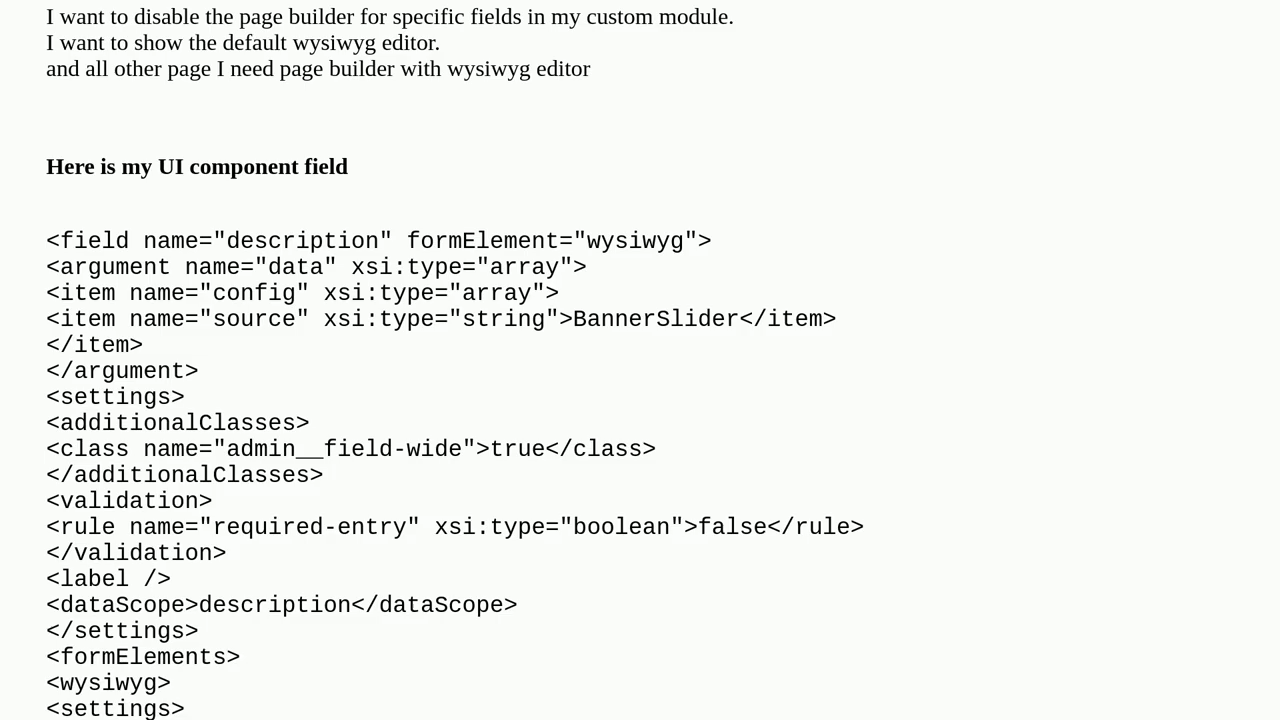 I want to disable the page builder for specific fields in my custom module.
I want to show the default wysiwyg editor.
and all other page I need page builder with wysiwyg editor
Here is my UI component field
<field name="description" formElement="wysiwyg">
<argument name="data" xsi:type="array">
<item name="config" xsi:type="array">
<item name="source" xsi:type="string">BannerSlider</item>
</item>
</argument>
<settings>
<additionalClasses>
<class name="admin__field-wide">true</class>
</additionalClasses>
<validation>
<rule name="required-entry" xsi:type="boolean">false</rule>
</validation>
<label />
<dataScope>description</dataScope>
</settings>
<formElements>
<wysiwyg>
<settings>